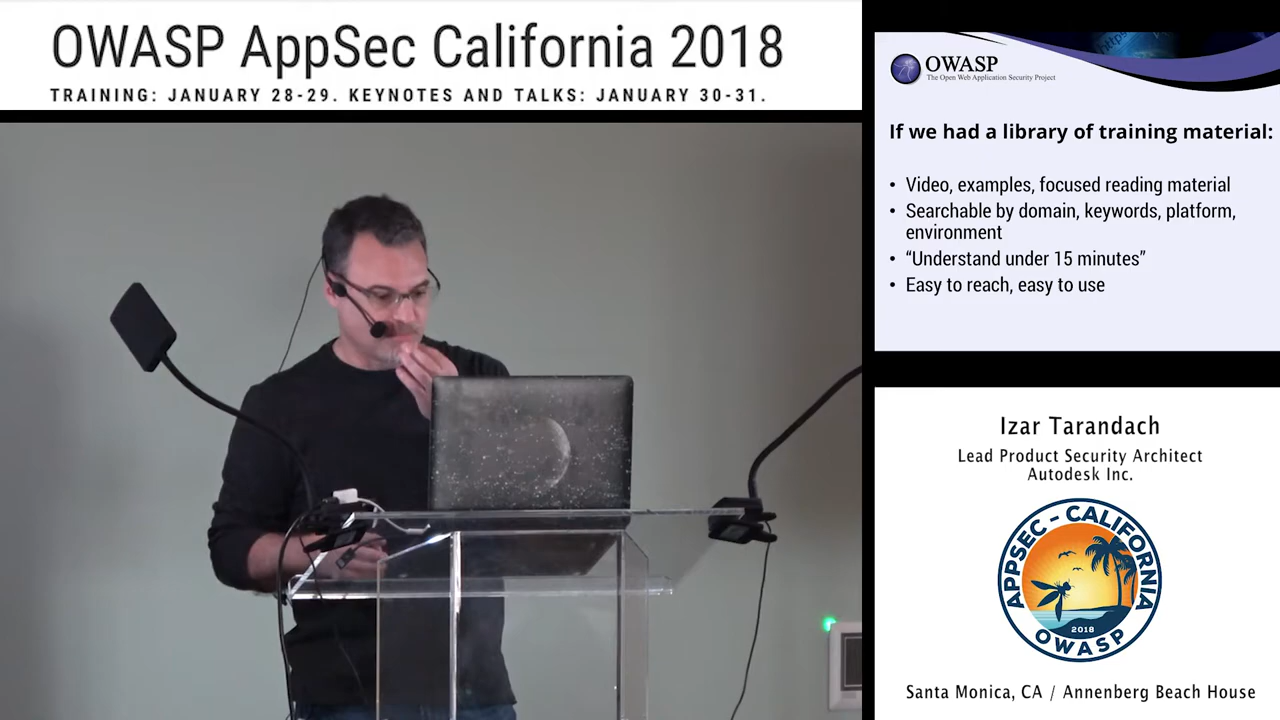 OWASP AppSec California 2018
TRAINING: JANUARY 28-29. KEYNOTES AND TALKS: JANUARY 30-31.
OWASP
The Open Web Application Security Project
If we had a library of training material:
• Video, examples, focused reading material
• Searchable by domain, keywords, platform,
environment
• “Understand under 15 minutes”
• Easy to reach, easy to use
Izar Tarandach
Lead Product Security Architect
Autodesk Inc.
APPSEC - CALIFORNIA
2018
OWASP
Santa Monica, CA / Annenberg Beach House